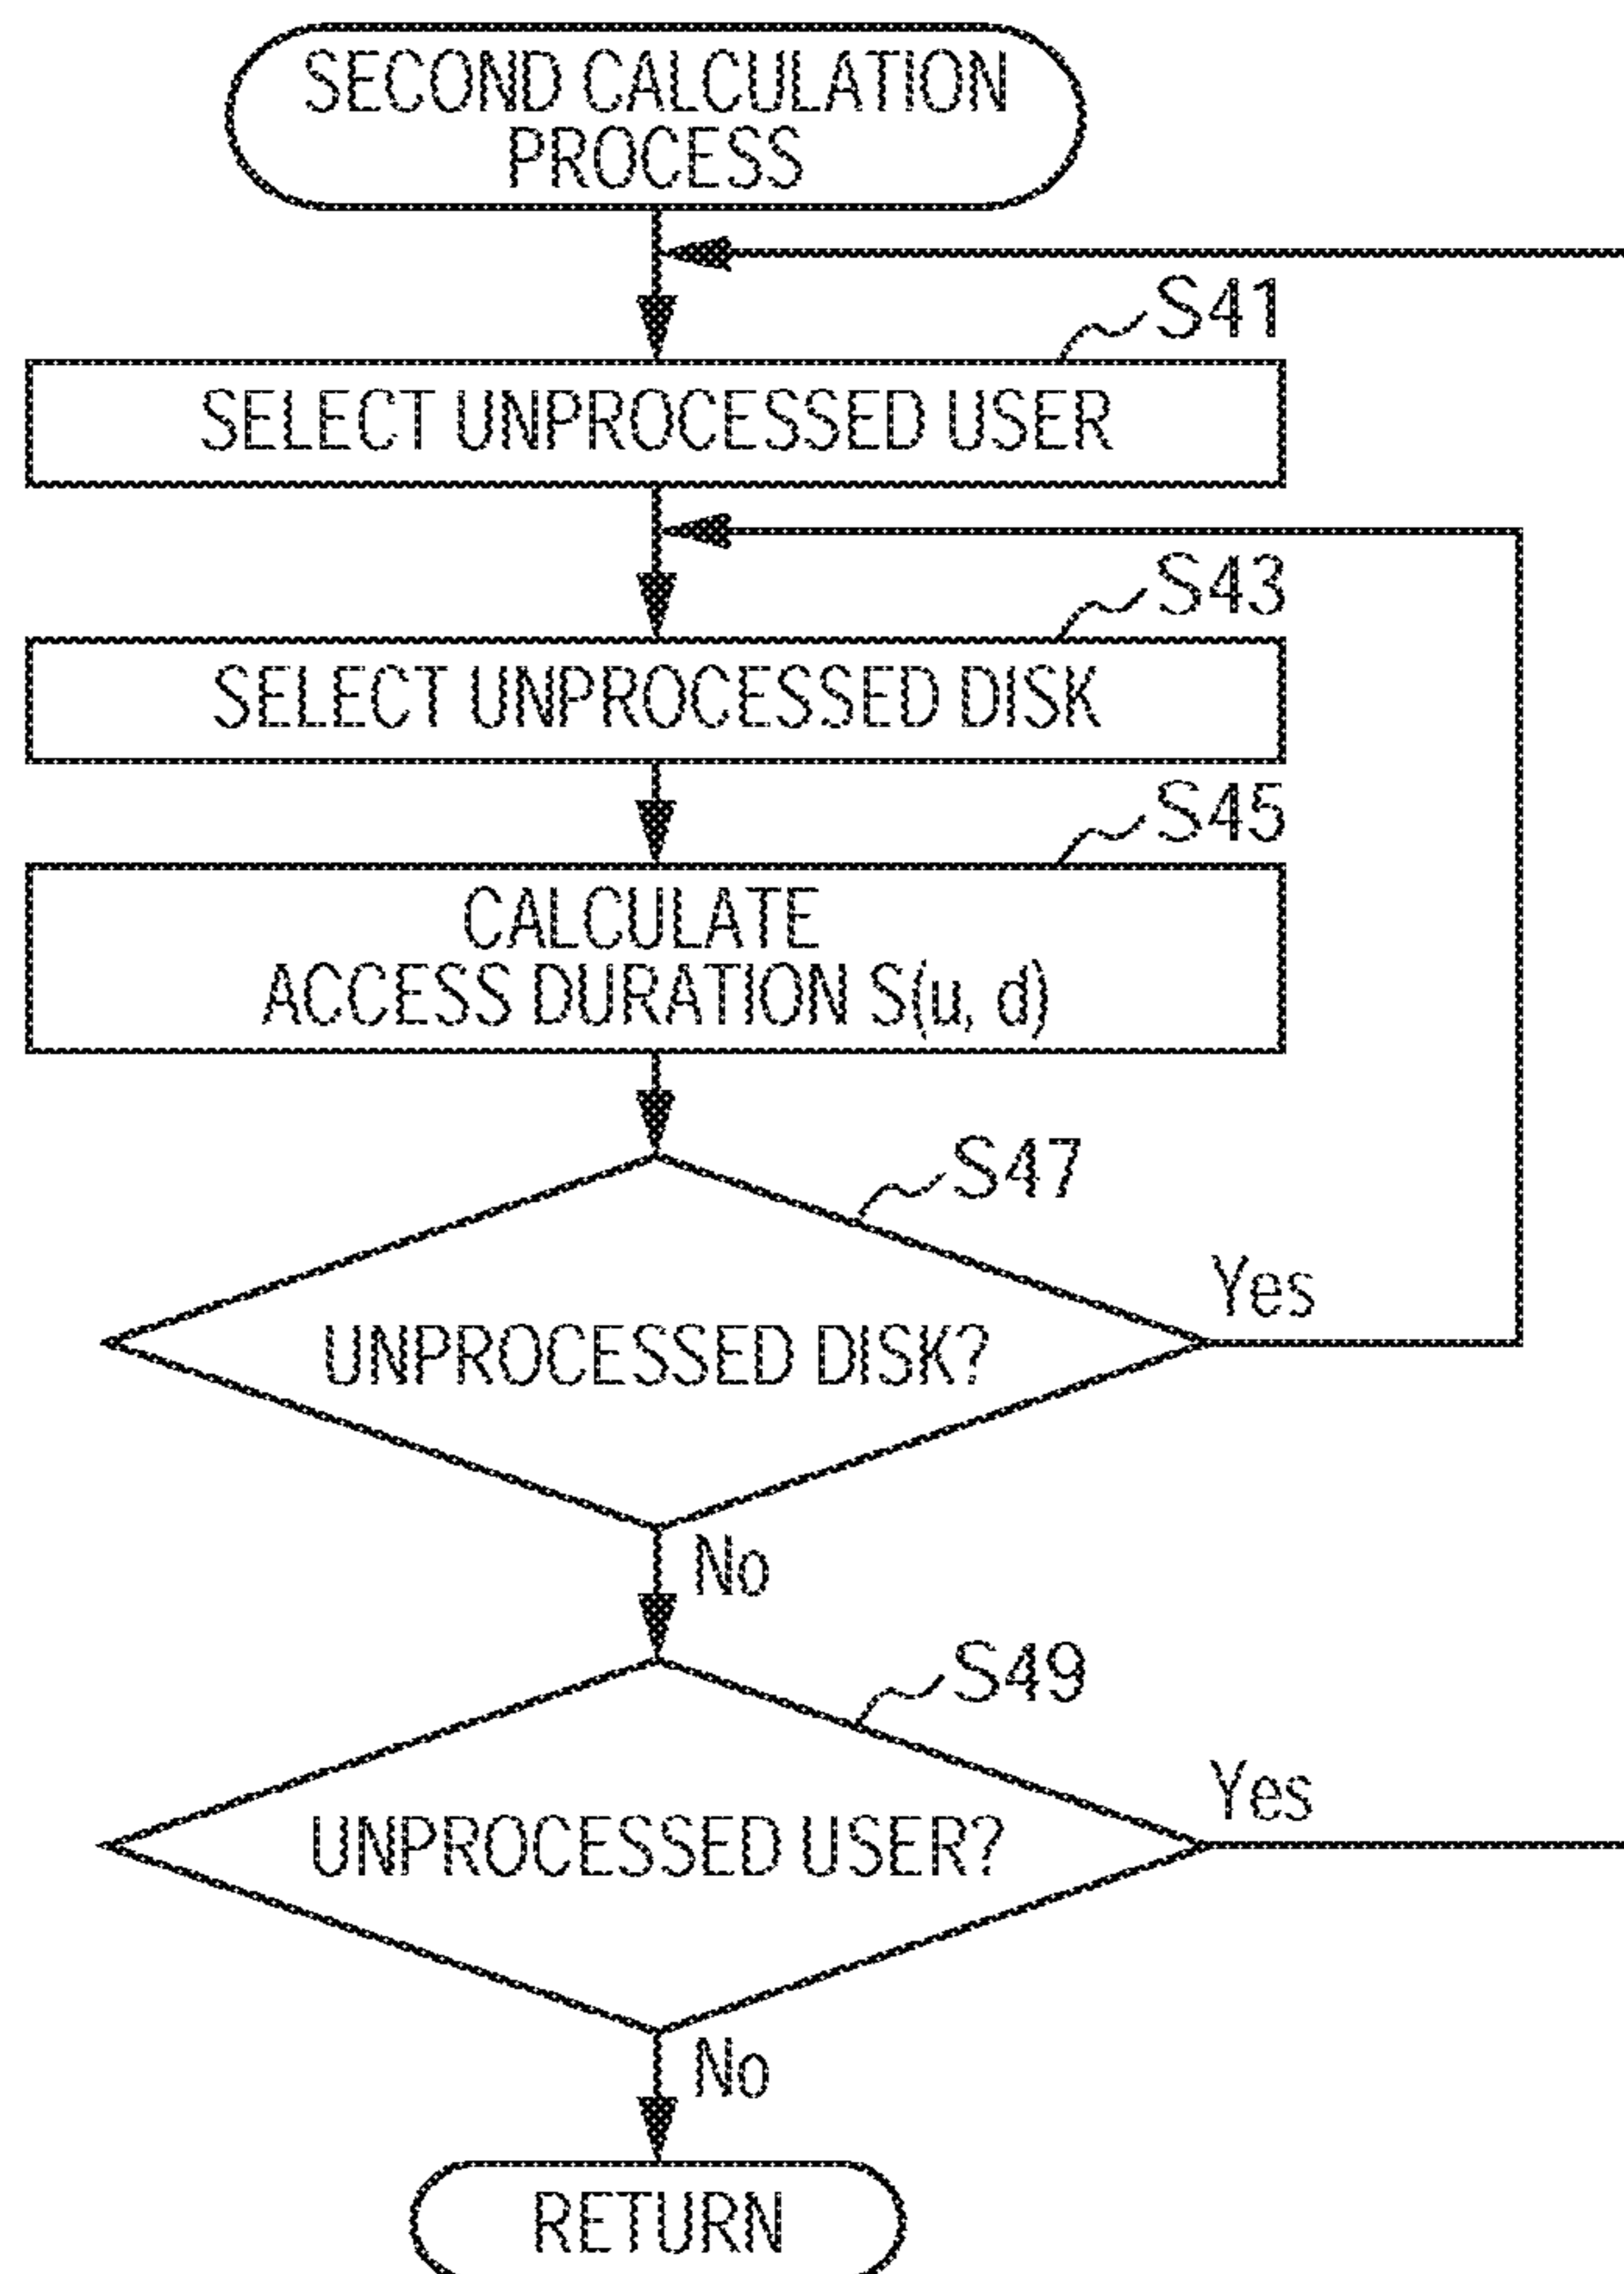 SECOND CALCULATION
PROCESS
S41
SELECT UNPROCESSED USER
S43
SELECT UNPROCESSED DISK
S45
CALCULATE
ACCESS DURATION S(u, d)
S47
Yes
UNPROCESSED DISK?
No
S49
Yes
UNPROCESSED USER?
No
RETURN